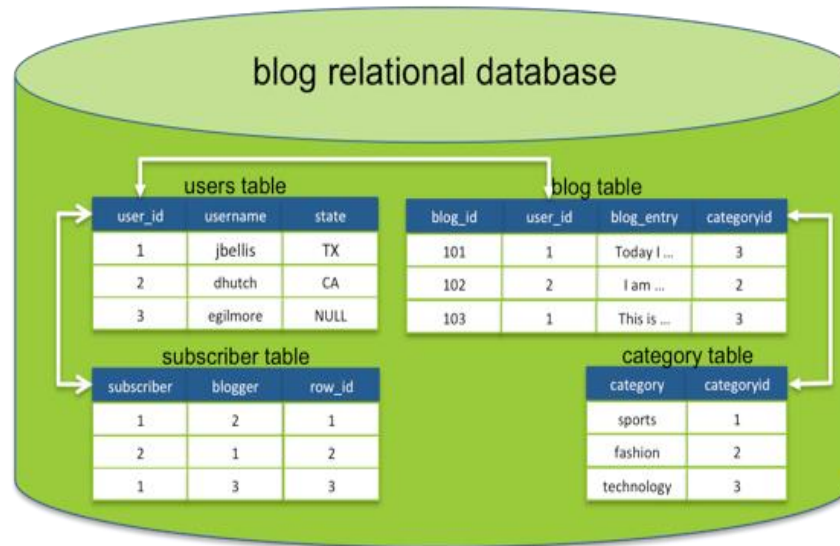 blog relational database
users table
user_id username state
1 jbellis TX
2 dhutch CA
3 egilmore NULL
blog table
blog_id user_id blog_entry categoryid
101 1 Today I ... 3
102 2 I am ... 2
103 1 This is ... 3
subscriber table
subscriber blogger row_id
1 2 1
2 1 2
1 3 3
category table
category categoryid
sports 1
fashion 2
technology 3